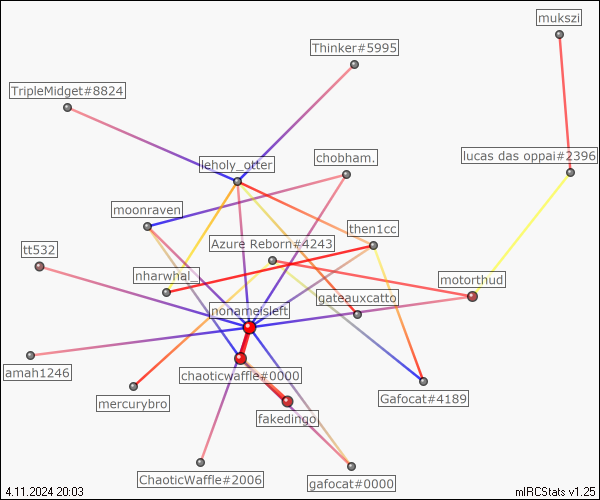 mukszi
Thinker#5995
TripleMidget#8824
lucas das oppai#2396
leholy_otter
chobham.
moonraven
then1cc
Azure Reborn#4243
tt532
nharwhal_
motorthud
gateauxcatto
nonameisleft
amah1246
chaoticwaffle#0000
Gafocat#4189
mercurybro
fakedingo
ChaoticWaffle#2006
gafocat#0000
4.11.2024 20:03
mIRCStats v1.25